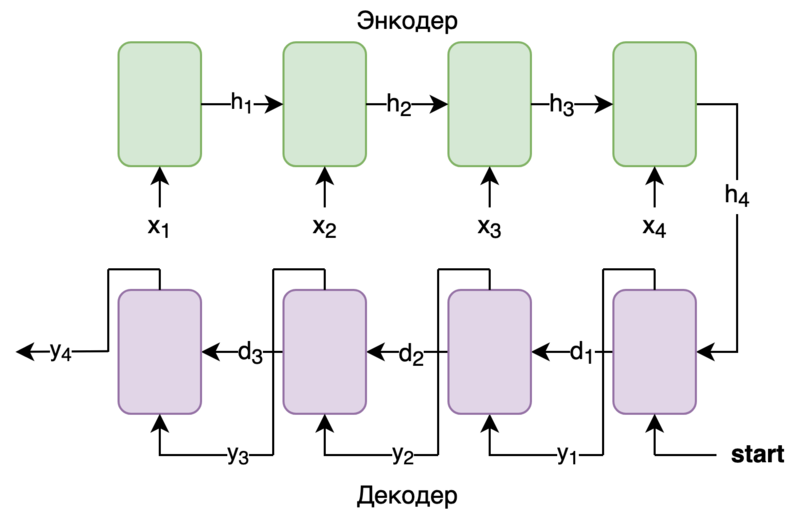 Энкодер
h₁ h₂ h₃
h₄
x₁ x₂ x₃ x₄
y₄ d₃ d₂ d₁
y₃ y₂ y₁ start
Декодер